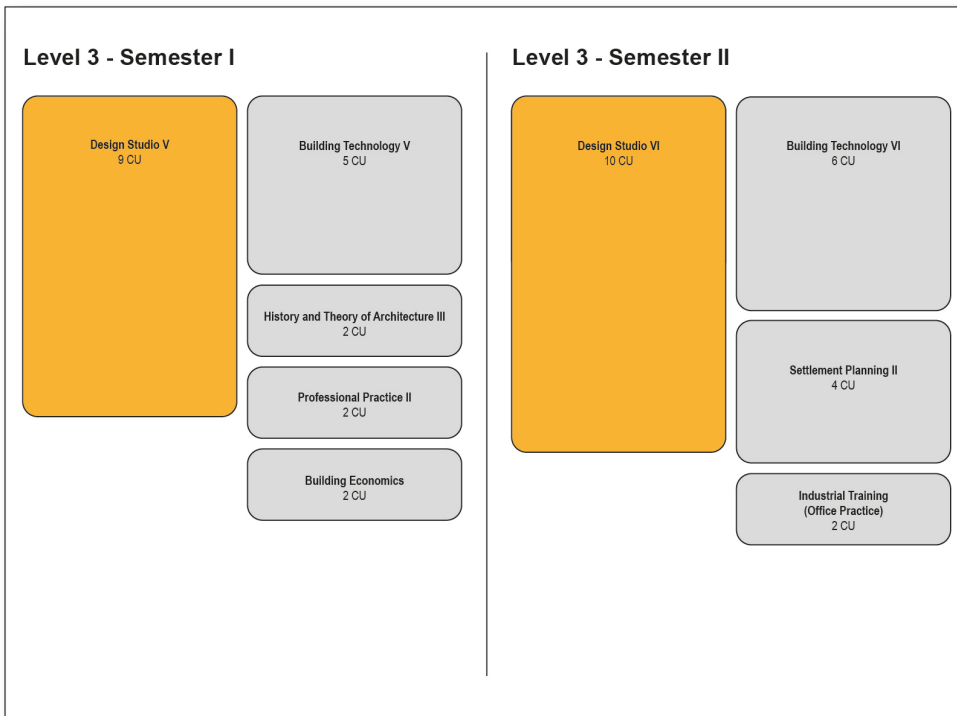 Level 3 - Semester I
Design Studio V
9 CU
Building Technology V
5 CU
History and Theory of Architecture III
2 CU
Professional Practice II
2 CU
Building Economics
2 CU
Level 3 - Semester II
Design Studio VI
10 CU
Building Technology VI
6 CU
Settlement Planning II
4 CU
Industrial Training
(Office Practice)
2 CU